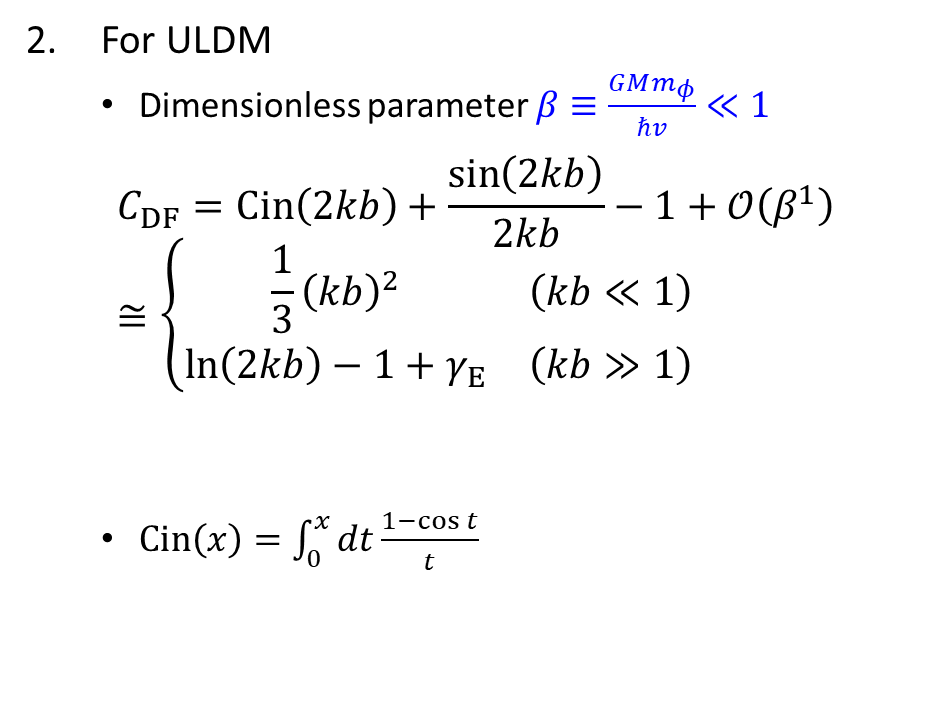 2. For ULDM
• Dimensionless parameter β ≡ GMm_ϕ/ħv ≪ 1
C_DF = Cin(2kb) + sin(2kb)/2kb − 1 + 𝒪(β¹)
≅ { 1/3 (kb)² (kb ≪ 1)
ln(2kb) − 1 + γ_E (kb ≫ 1)
• Cin(x) = ∫₀ˣ dt 1−cos t/t